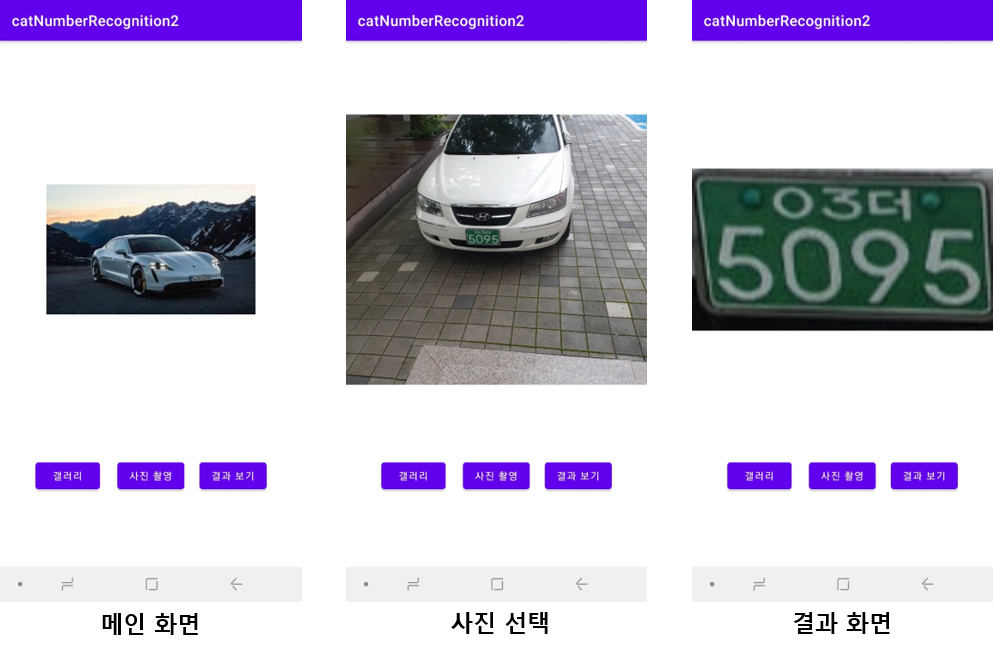 catNumberRecognition2
갤러리
사진 촬영
결과 보기
메인 화면
catNumberRecognition2
03더
5095
갤러리
사진 촬영
결과 보기
사진 선택
catNumberRecognition2
03더
5095
갤러리
사진 촬영
결과 보기
결과 화면